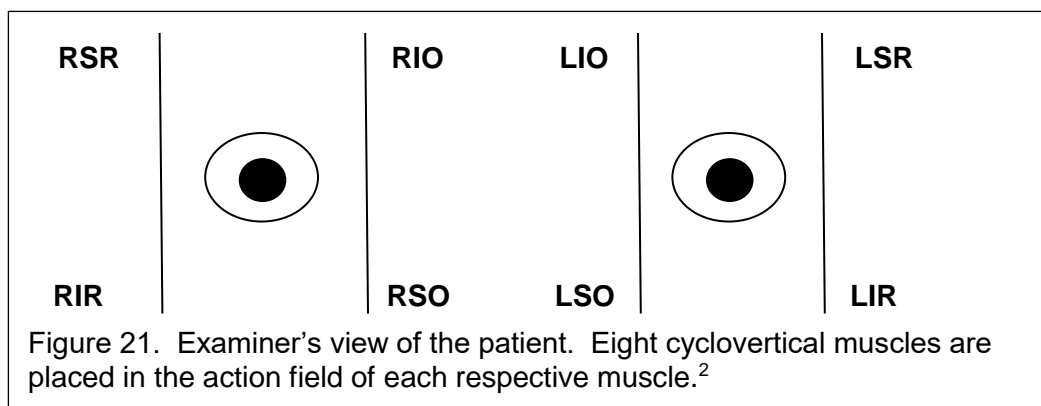 RSR RIO LIO LSR
RIR RSO LSO LIR
Figure 21. Examiner's view of the patient. Eight cyclovertical muscles are
placed in the action field of each respective muscle.²